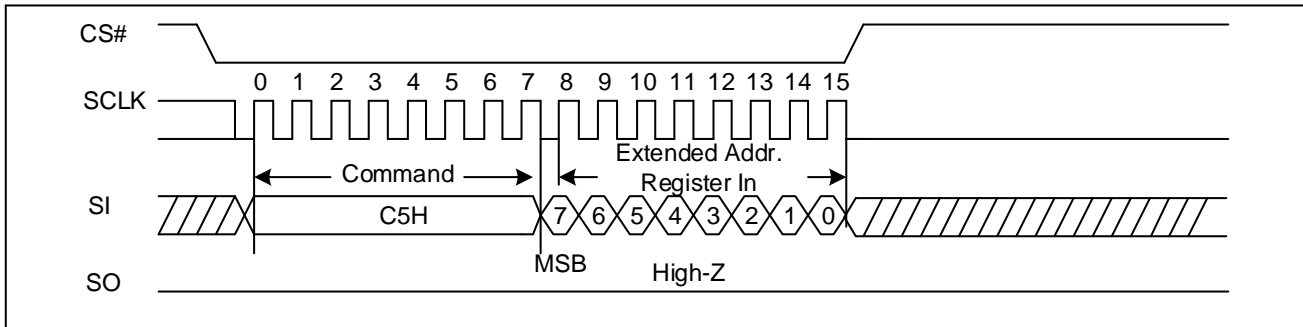 CS#
0 1 2 3 4 5 6 7 8 9 10 11 12 13 14 15
SCLK
Command
Extended Addr.
Register In
SI
C5H
7 6 5 4 3 2 1 0
MSB
High-Z
SO